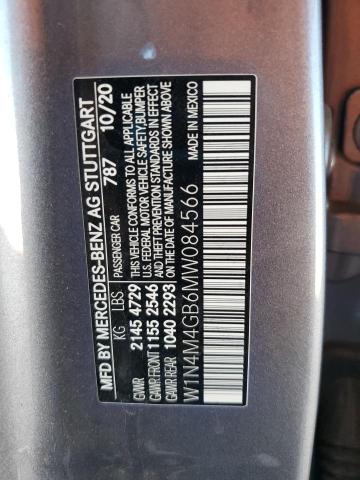 MFD BY MERCEDES-BENZ AG STUTTGART
PASSENGER CAR 787 10/20
KG LBS
GVWR 2145 4729
GAWR FRONT 1155 2546
GAWR REAR 1040 2293
THIS VEHICLE CONFORMS TO ALL APPLICABLE
U.S. FEDERAL MOTOR VEHICLE SAFETY,BUMPER
AND THEFT PREVENTION STANDARDS IN EFFECT
ON THE DATE OF MANUFACTURE SHOWN ABOVE
MADE IN MEXICO
W1N4M4GB6MW084566